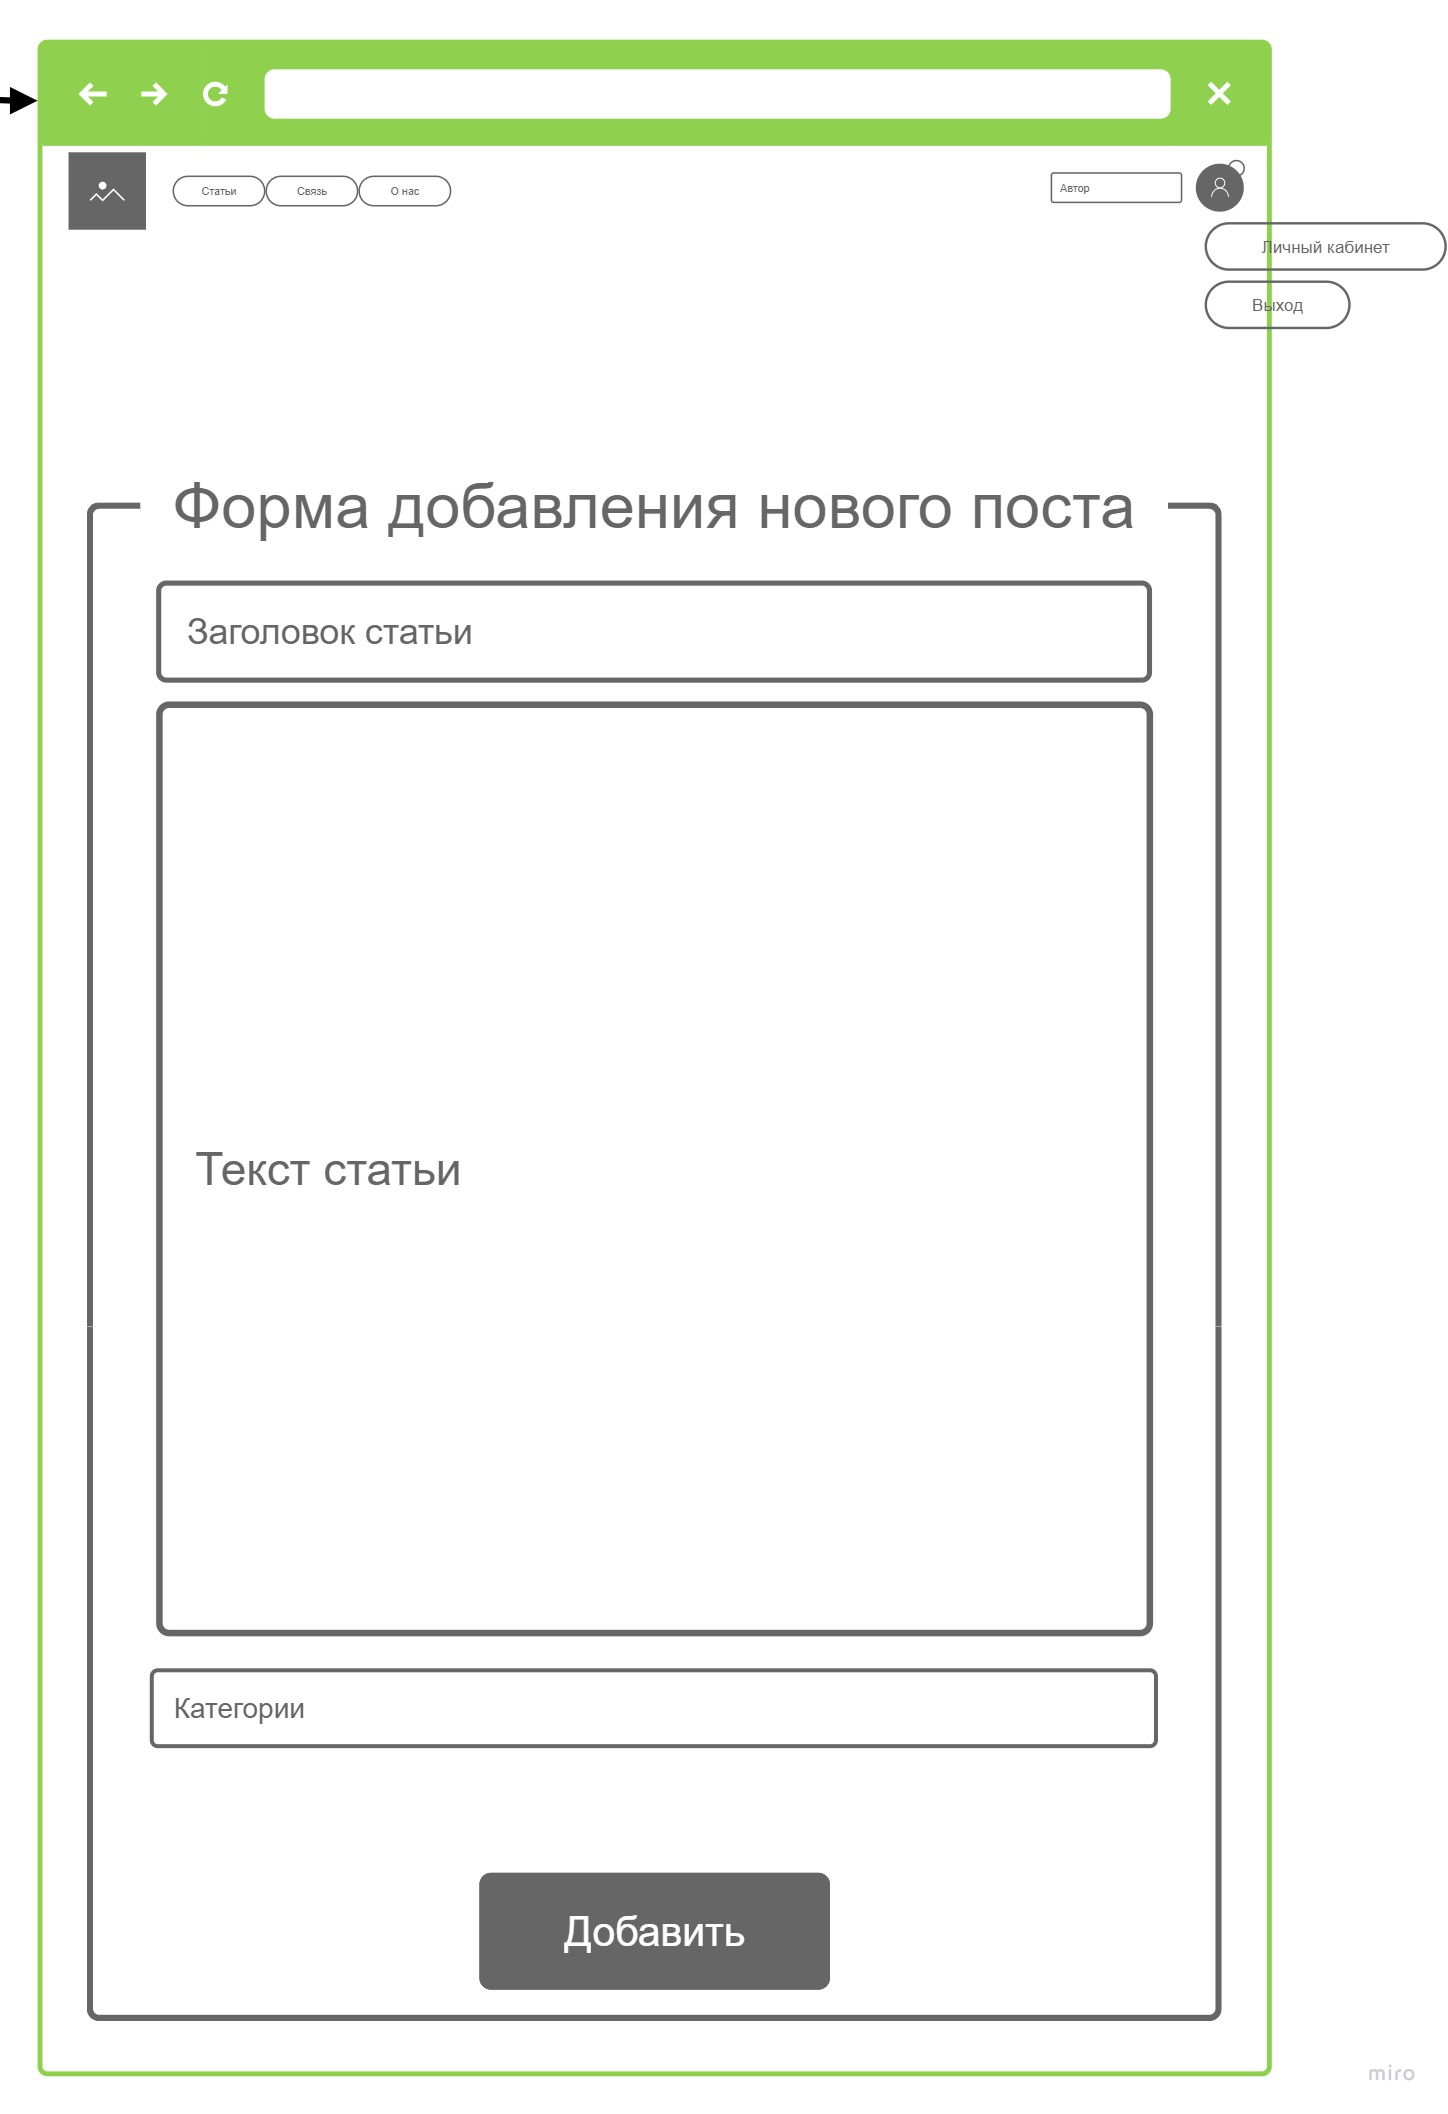 Статьи
Связь
О нас
Автор
Личный кабинет
Выход
Форма добавления нового поста
Заголовок статьи
Текст статьи
Категории
Добавить
miro